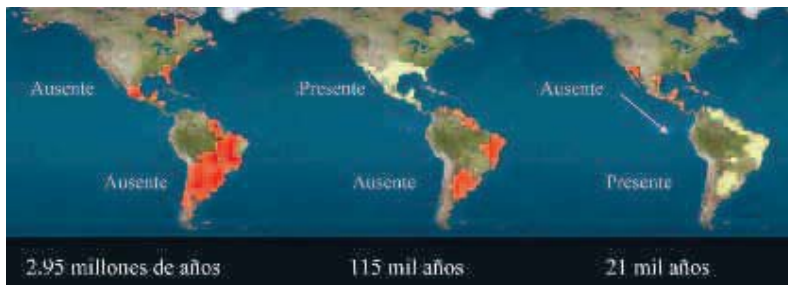 Ausente
Presente
Ausente
Ausente
Ausente
Presente
2.95 millones de años
115 mil años
21 mil años